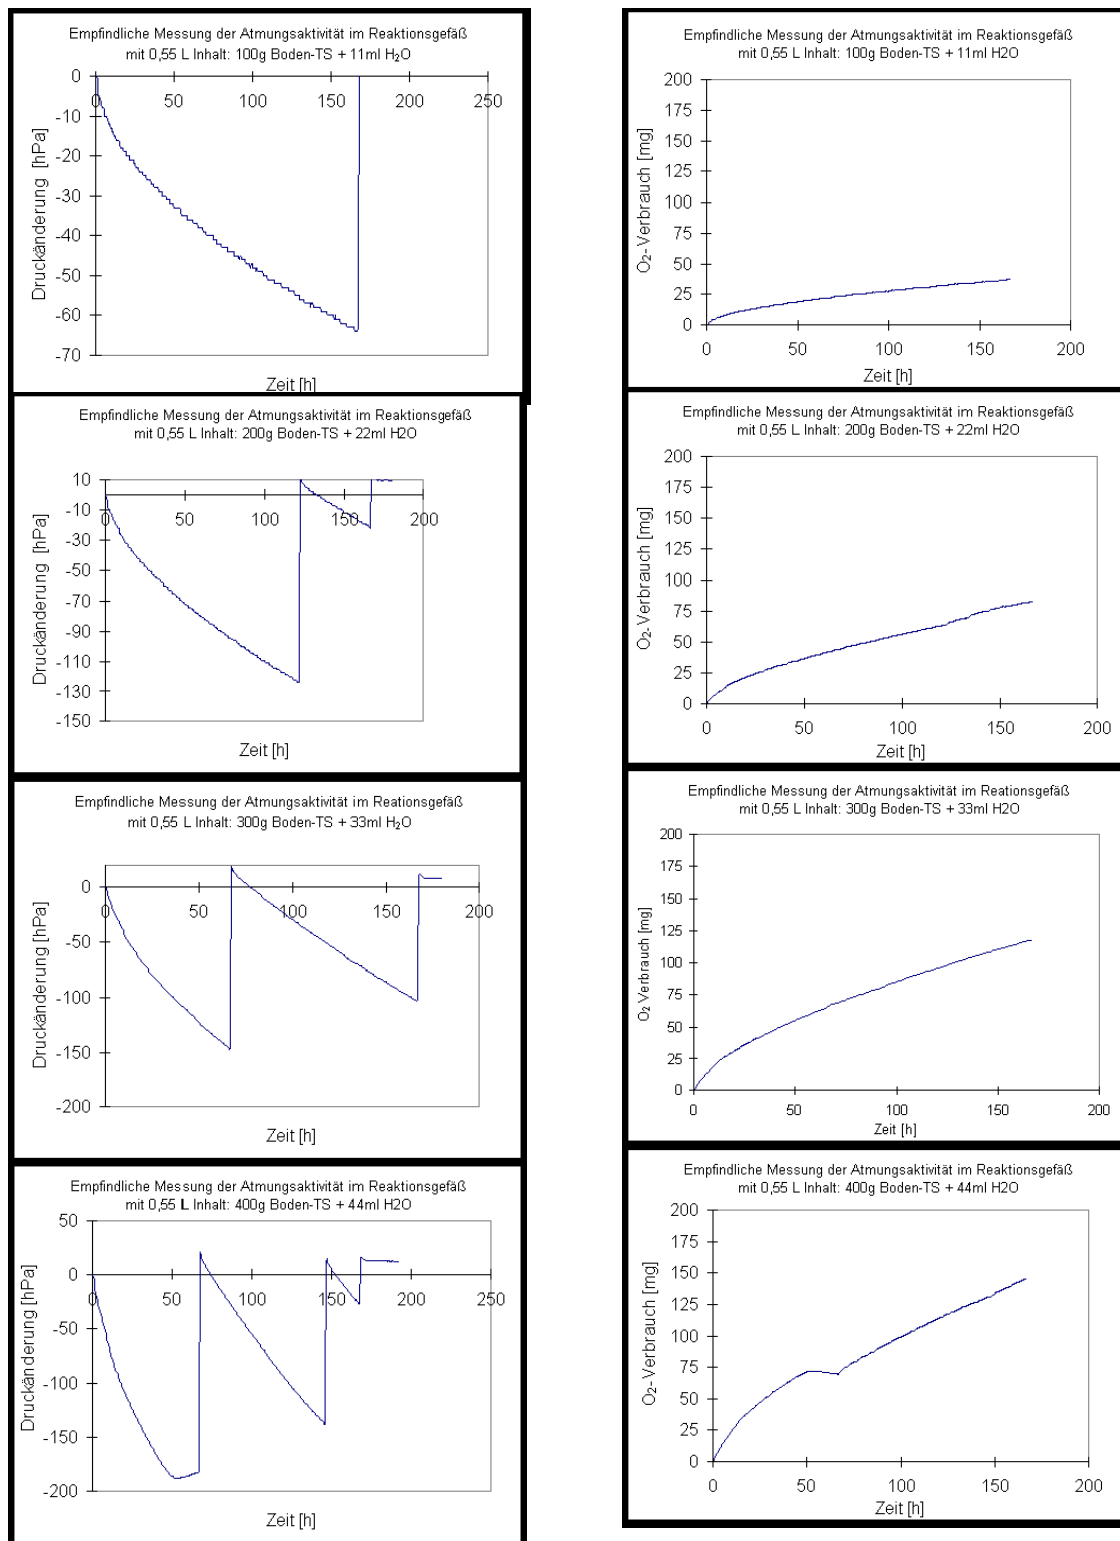 Empfindliche Messung der Atmungsaktivität im Reaktionsgefäß
mit 0,55 L Inhalt: 100g Boden-TS + 11ml H₂O
0
-10
-20
-30
-40
-50
-60
-70
0 50 100 150 200 250
Druckänderung [hPa]
Zeit [h]
Empfindliche Messung der Atmungsaktivität im Reaktionsgefäß
mit 0,55 L Inhalt: 100g Boden-TS + 11ml H2O
200
175
150
125
100
75
50
25
0
0 50 100 150 200
O₂- Verbrauch [mg]
Zeit [h]
Empfindliche Messung der Atmungsaktivität im Reaktionsgefäß
mit 0,55 L Inhalt: 200g Boden-TS + 22ml H2O
10
-10
-30
-50
-70
-90
-110
-130
-150
0 50 100 150 200
Druckänderung [hPa]
Zeit [h]
Empfindliche Messung der Atmungsaktivität im Reaktionsgefäß
mit 0,55 L Inhalt: 200g Boden-TS + 22ml H2O
200
175
150
125
100
75
50
25
0
0 50 100 150 200
O₂- Verbrauch [mg]
Zeit [h]
Empfindliche Messung der Atmungsaktivität im Reationsgefäß
mit 0,55 L Inhalt: 300g Boden-TS + 33ml H₂O
0
-50
-100
-150
-200
0 50 100 150 200
Druckänderung [hPa]
Zeit [h]
Empfindliche Messung der Atmungsaktivität im Reationsgefäß
mit 0,55 L Inhalt: 300g Boden-TS + 33ml H2O
200
175
150
125
100
75
50
25
0
0 50 100 150 200
O₂ Verbrauch [mg]
Zeit [h]
Empfindliche Messung der Atmungsaktivität im Reaktionsgefäß
mit 0,55 L Inhalt: 400g Boden-TS + 44ml H2O
50
0
-50
-100
-150
-200
0 50 100 150 200 250
Druckänderung [hPa]
Zeit [h]
Empfindliche Messung der Atmungsaktivität im Reaktionsgefäß
mit 0,55 L Inhalt: 400g Boden-TS + 44ml H2O
200
175
150
125
100
75
50
25
0
0 50 100 150 200
O₂- Verbrauch [mg]
Zeit [h]